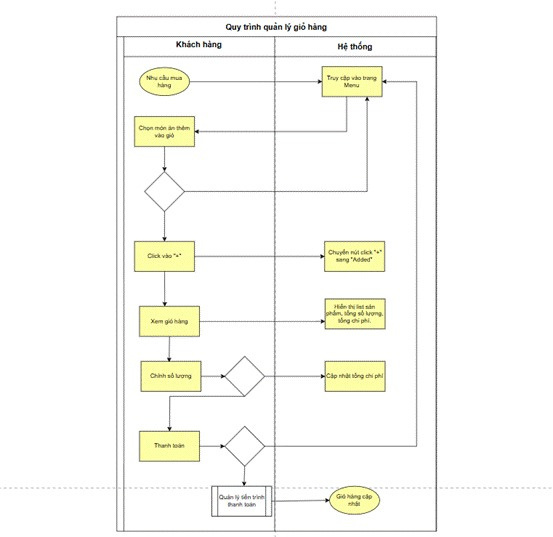 Quy trình quản lý giỏ hàng
Khách hàng
Hệ thống
Nhu cầu mua
hàng
Truy cập vào trang
Menu
Chọn món ăn thêm
vào giỏ
Click vào "+"
Chuyển nút click "+"
sang "Added"
Xem giỏ hàng
Hiển thị list sản
phẩm, tổng số lượng,
tổng chi phí.
Chỉnh số lượng
Cập nhật tổng chi phí
Thanh toán
Quản lý tiến trình
thanh toán
Giỏ hàng cập
nhật